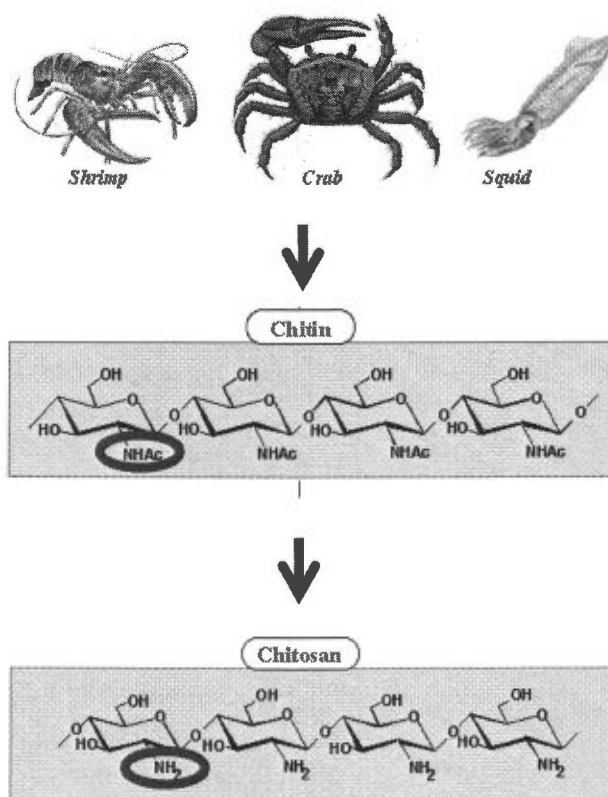 Shrimp Crab Squid
Chitin
OH OH OH OH
O O O O O O O O O
HO HO HO HO
NHAc NHAc NHAc NHAc
Chitosan
OH OH OH OH
O O O O O O O O
HO HO HO HO
NH₂ NH₂ NH₂ NH₂